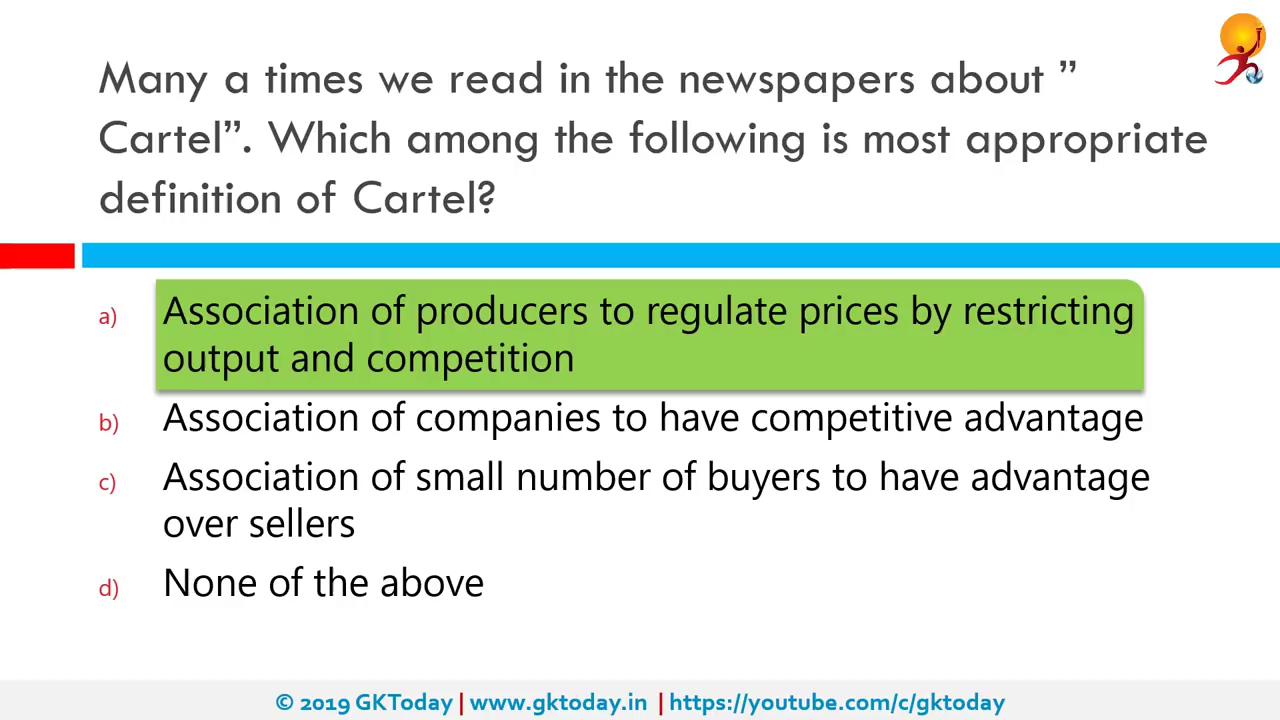 Many a times we read in the newspapers about ”
Cartel”. Which among the following is most appropriate
definition of Cartel?
a) Association of producers to regulate prices by restricting
output and competition
b) Association of companies to have competitive advantage
c) Association of small number of buyers to have advantage
over sellers
d) None of the above
© 2019 GKToday | www.gktoday.in | https://youtube.com/c/gktoday